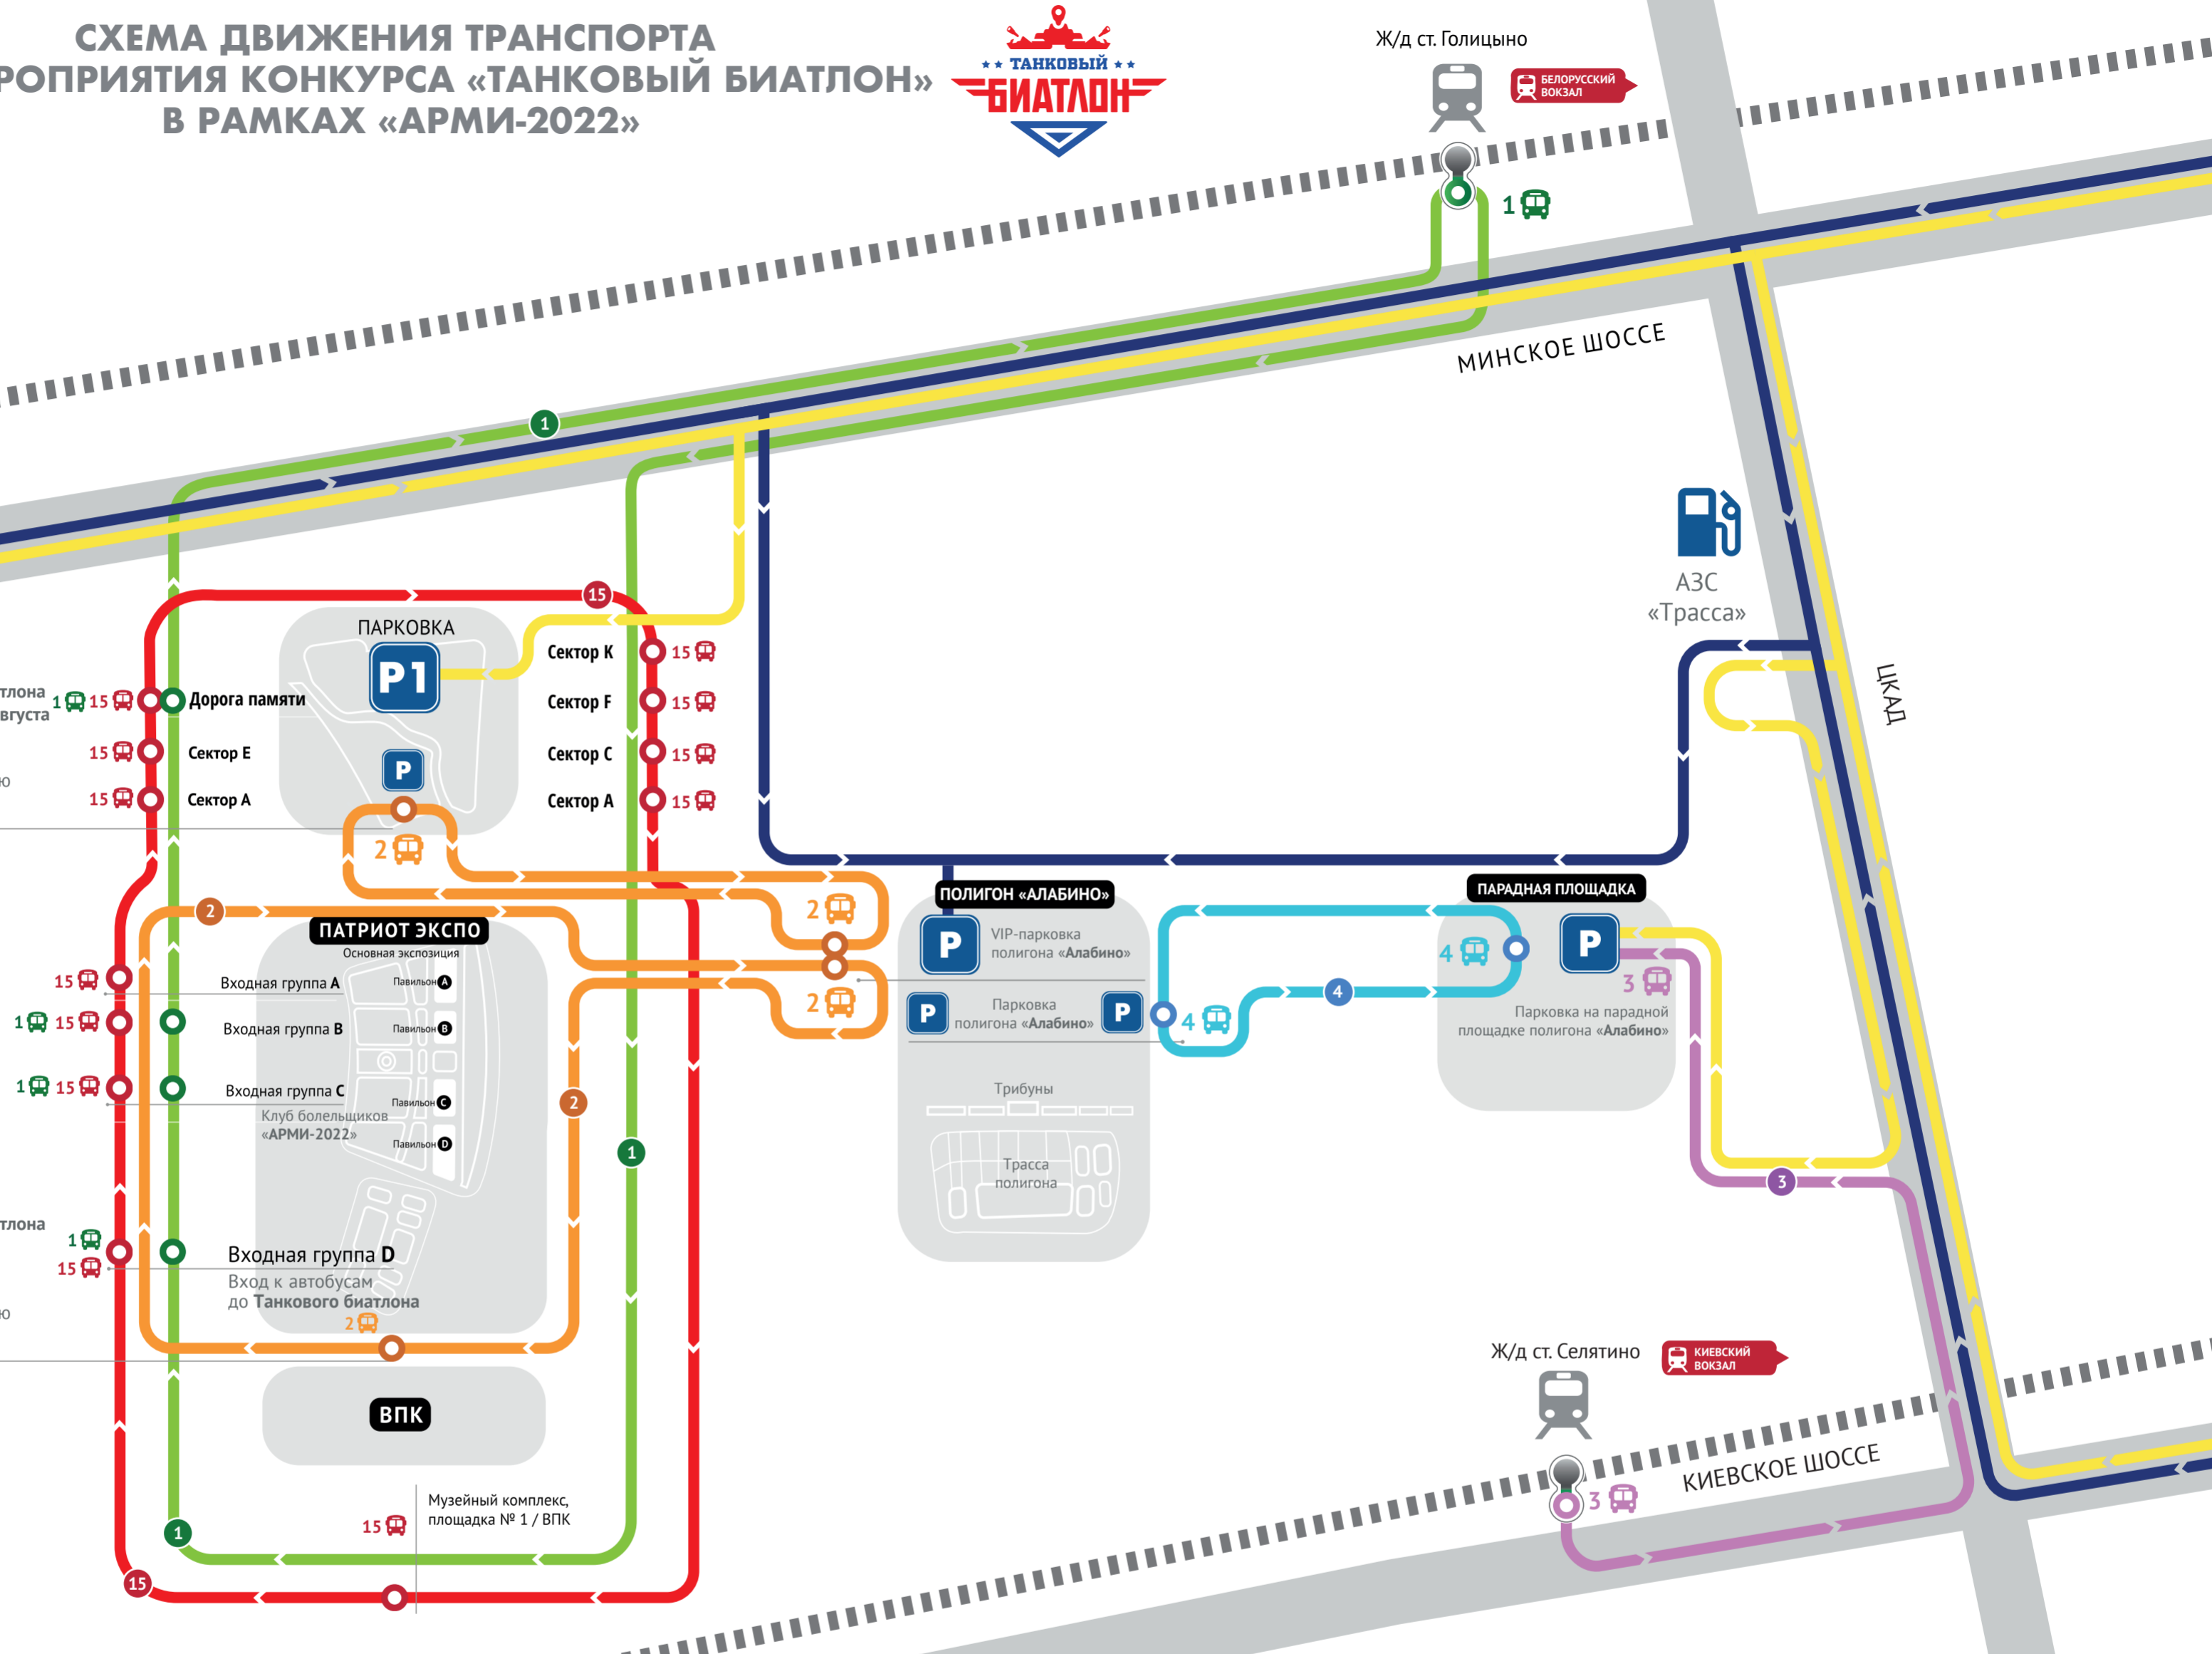 СХЕМА ДВИЖЕНИЯ ТРАНСПОРТА
РОПРИЯТИЯ КОНКУРСА «ТАНКОВЫЙ БИАТЛОН»
В РАМКАХ «АРМИ-2022»
ТАНКОВЫЙ
БИАТЛОН
Ж/д ст. Голицыно
БЕЛОРУССКИЙ
ВОКЗАЛ
1
МИНСКОЕ ШОССЕ
1
АЗС
«Трасса»
ЦКАД
15
ПАРКОВКА
P1
Сектор K 15
Сектор F 15
Сектор C 15
Сектор A 15
тлона
вгуста
1 15 Дорога памяти
15 Сектор E
ю
15 Сектор A
P
2
2
2
2
ПАТРИОТ ЭКСПО
Основная экспозиция
15 Входная группа A
Павильон A
1 15 Входная группа B
Павильон B
1 15 Входная группа C
Павильон C
Клуб болельщиков
«АРМИ-2022»
Павильон D
2
1
тлона
1
15
Входная группа D
Вход к автобусам
до Танкового биатлона
2
ю
ВПК
Музейный комплекс,
площадка № 1 / ВПК
15
1
15
ПОЛИГОН «АЛАБИНО»
P
VIP-парковка
полигона «Алабино»
P
Парковка
полигона «Алабино»
P
4
Трибуны
Трасса
полигона
4
4
ПАРАДНАЯ ПЛОЩАДКА
P
3
Парковка на парадной
площадке полигона «Алабино»
3
Ж/д ст. Селятино
КИЕВСКИЙ
ВОКЗАЛ
3
КИЕВСКОЕ ШОССЕ